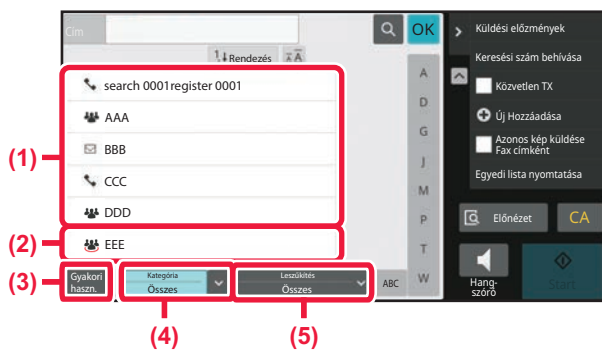 Cím
OK
Rendezés
search 0001register 0001
AAA
BBB
CCC
DDD
EEE
(1)
(2)
(3)
Gyakori
haszn.
Kategória
Összes
Leszűkítés
Összes
ABC
(4)
(5)
A
D
G
J
M
P
T
W
Küldési előzmények
Keresési szám behívása
Közvetlen TX
Új Hozzáadása
Azonos kép küldése
Fax címként
Egyedi lista nyomtatása
Előnézet
CA
Hang-
szóró
Start